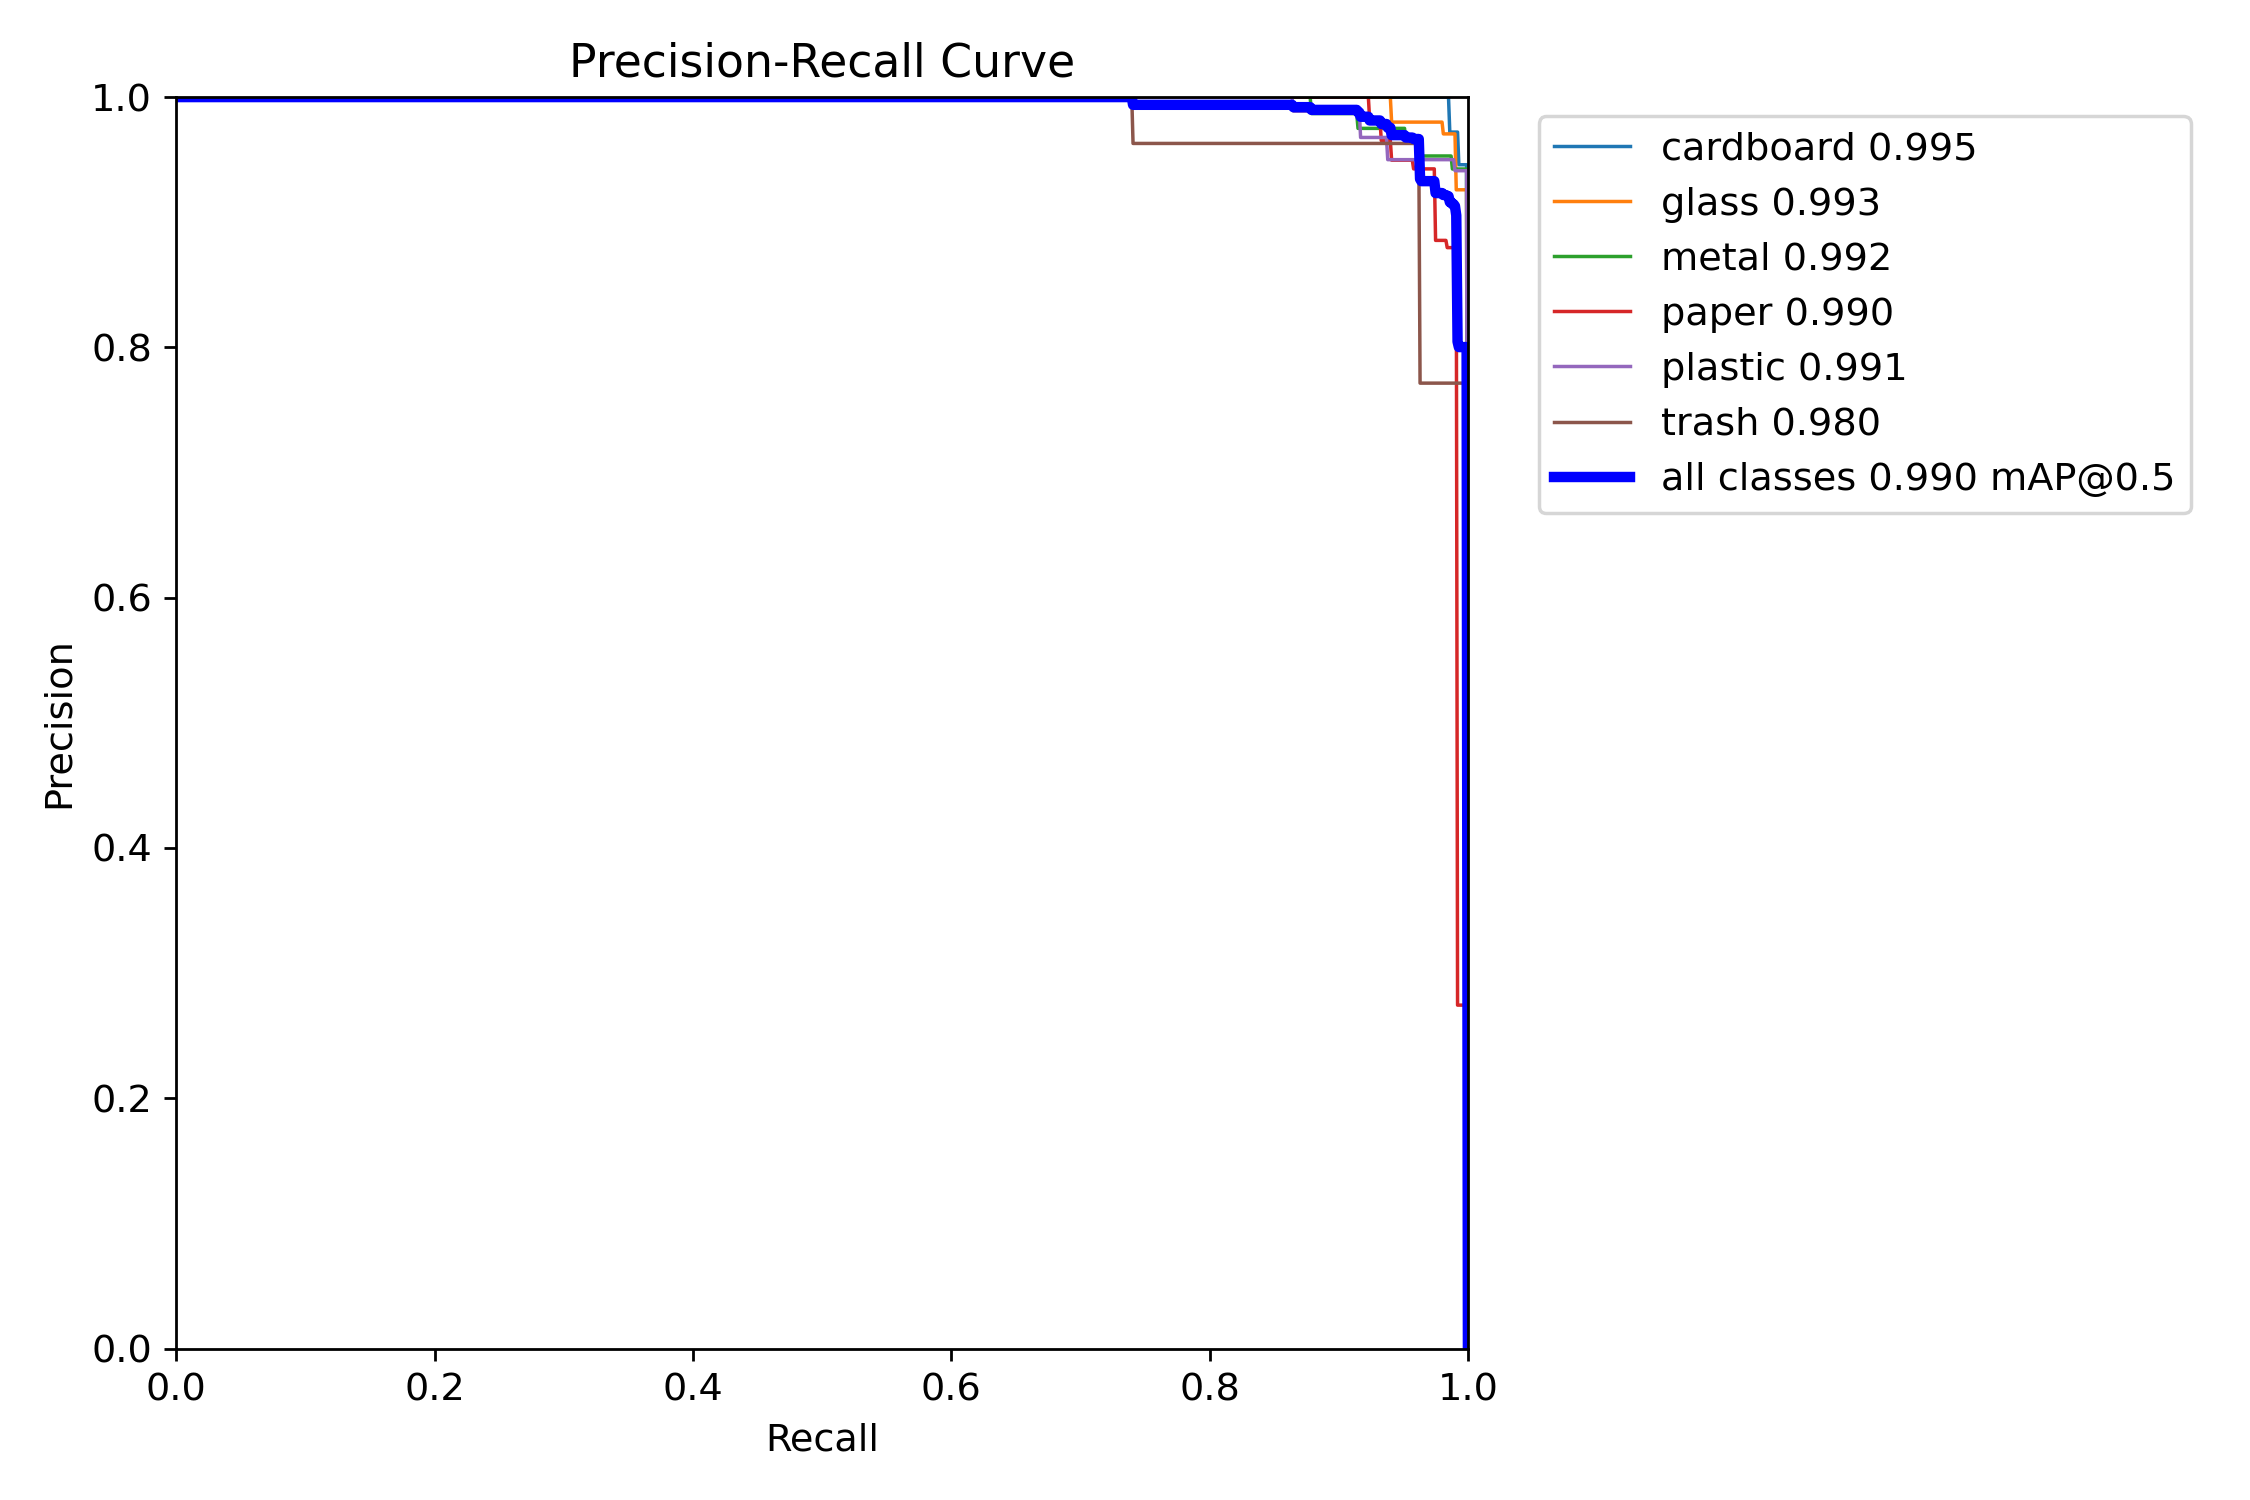 Precision-Recall Curve
1.0
0.8
0.6
0.4
0.2
0.0
Precision
0.0 0.2 0.4 0.6 0.8 1.0
Recall
cardboard 0.995
glass 0.993
metal 0.992
paper 0.990
plastic 0.991
trash 0.980
all classes 0.990 mAP@0.5